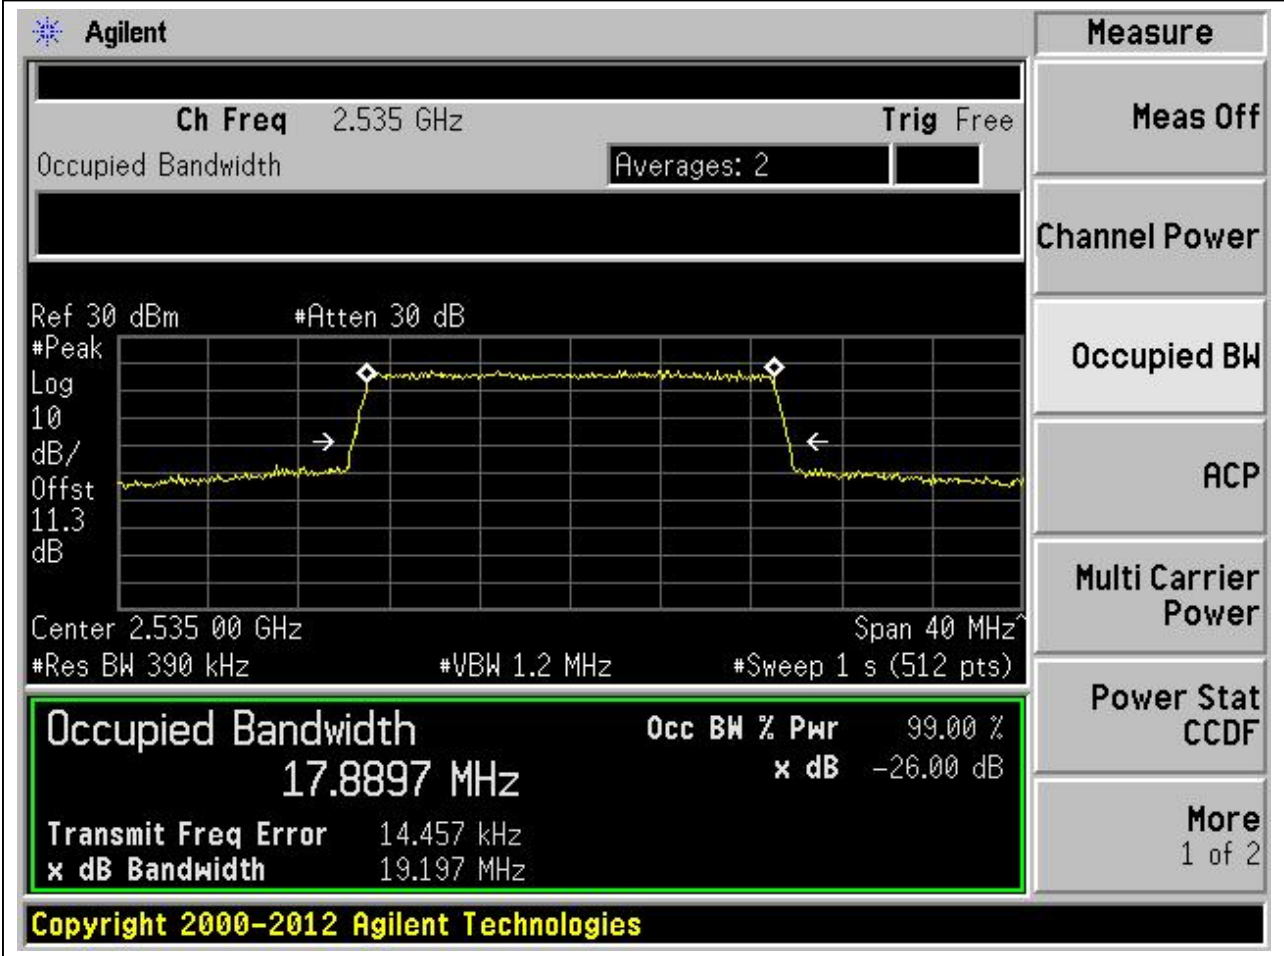 Agilent
Measure
Ch Freq 2.535 GHz Trig Free
Occupied Bandwidth Averages: 2
Meas Off
Channel Power
Occupied BW
ACP
Multi Carrier
Power
Power Stat
CCDF
More
1 of 2
Ref 30 dBm #Atten 30 dB
#Peak
Log
10
dB/
Offst
11.3
dB
Center 2.535 00 GHz Span 40 MHz^
#Res BW 390 kHz #VBW 1.2 MHz #Sweep 1 s (512 pts)
Occupied Bandwidth Occ BW % Pwr 99.00 %
17.8897 MHz x dB -26.00 dB
Transmit Freq Error 14.457 kHz
x dB Bandwidth 19.197 MHz
Copyright 2000-2012 Agilent Technologies